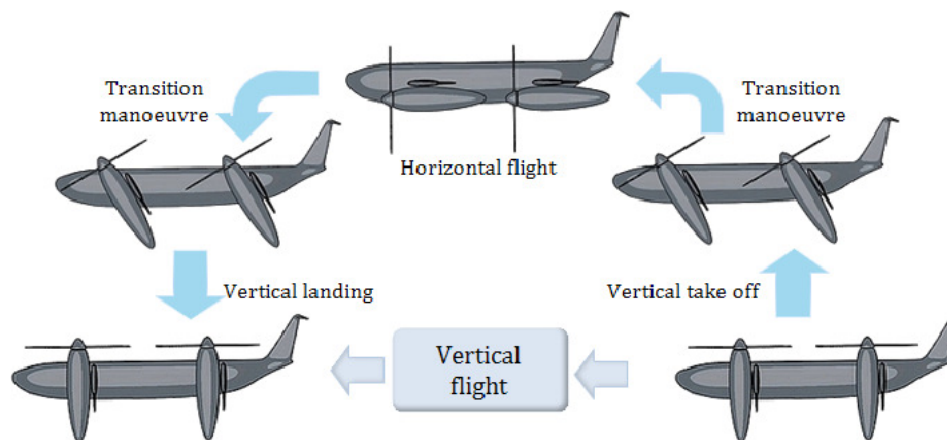 Transition
manoeuvre
Transition
manoeuvre
Horizontal flight
Vertical landing
Vertical take off
Vertical
flight